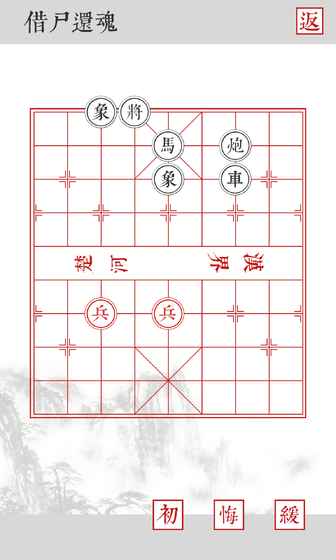 借尸還魂 返
象 將
馬 炮
象 車
楚河 漢界
兵 兵
初 悔 緩